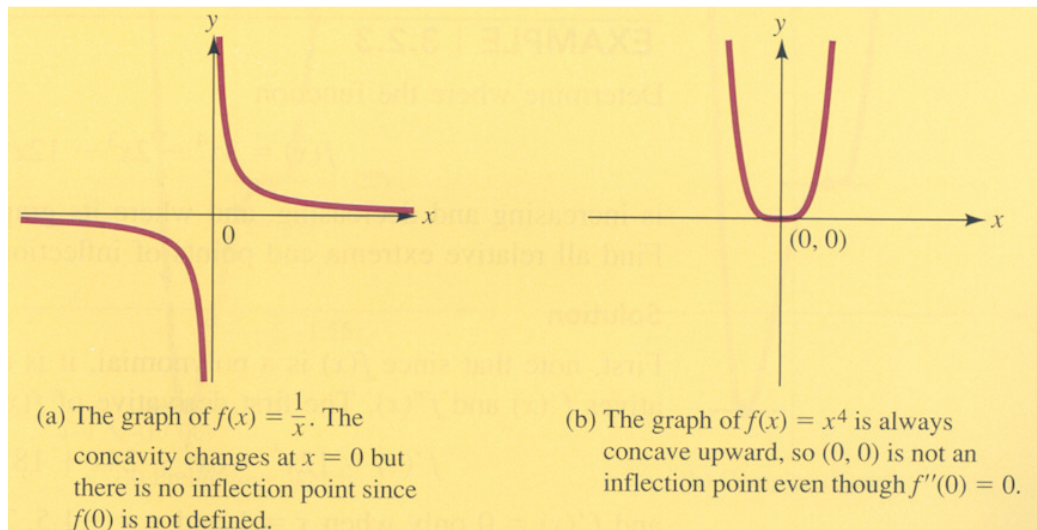 y
x
0
(a) The graph of f(x) = 1/x. The
concavity changes at x = 0 but
there is no inflection point since
f(0) is not defined.
y
x
(0, 0)
(b) The graph of f(x) = x⁴ is always
concave upward, so (0, 0) is not an
inflection point even though f″(0) = 0.